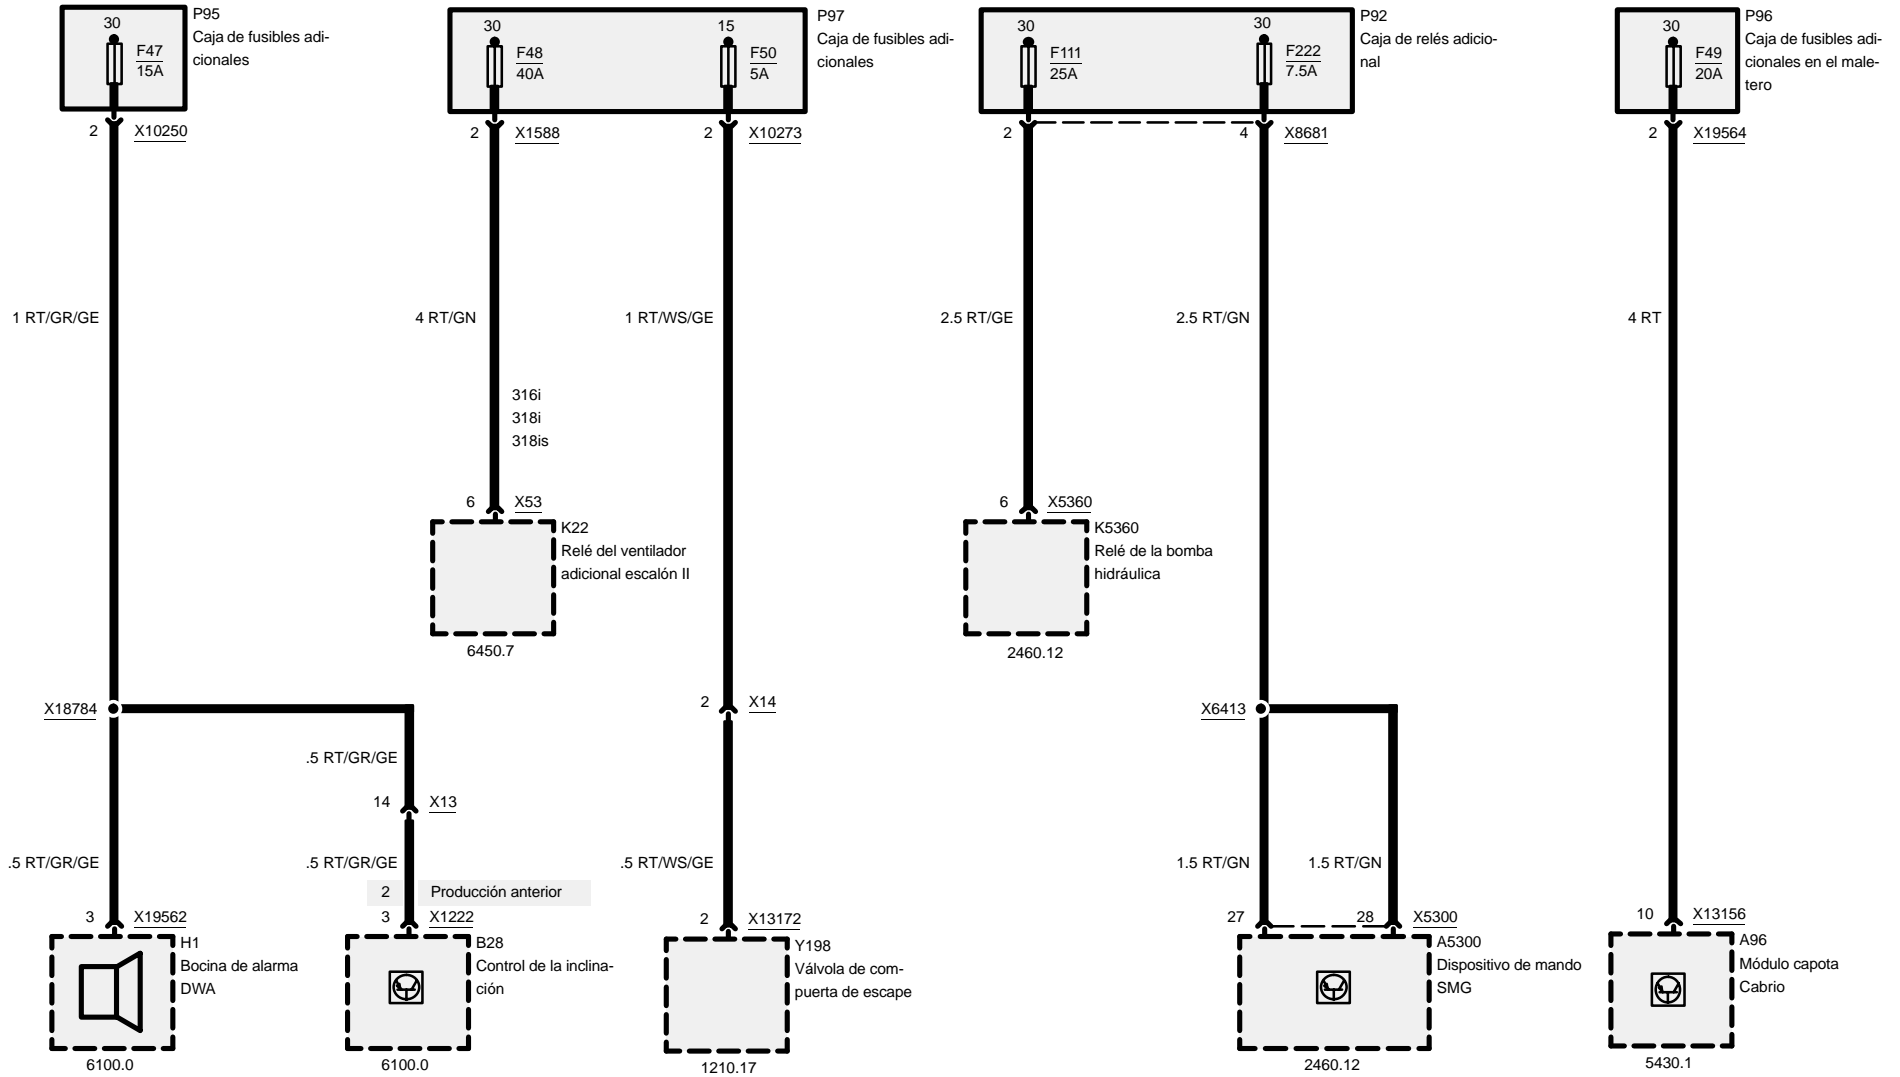 P95
30
Caja de fusibles adi-
cionales
F47
15A
2 X10250
1 RT/GR/GE
X18784
.5 RT/GR/GE
3 X19562
H1
Bocina de alarma
DWA
6100.0
.5 RT/GR/GE
14 X13
.5 RT/GR/GE
2 Producción anterior
3 X1222
B28
Control de la inclina-
ción
6100.0
P97
30
15
Caja de fusibles adi-
cionales
F48
40A
F50
5A
2 X1588
2 X10273
4 RT/GN
1 RT/WS/GE
316i
318i
318is
6 X53
K22
Relé del ventilador
adicional escalón II
6450.7
2 X14
.5 RT/WS/GE
2 X13172
Y198
Válvola de com-
puerta de escape
1210.17
P92
30
30
Caja de relés adicio-
nal
F111
25A
F222
7.5A
2
4 X8681
2.5 RT/GE
2.5 RT/GN
6 X5360
K5360
Relé de la bomba
hidráulica
2460.12
X6413
1.5 RT/GN
1.5 RT/GN
27
28 X5300
A5300
Dispositivo de mando
SMG
2460.12
P96
30
Caja de fusibles adi-
cionales en el male-
tero
F49
20A
2 X19564
4 RT
10 X13156
A96
Módulo capota
Cabrio
5430.1